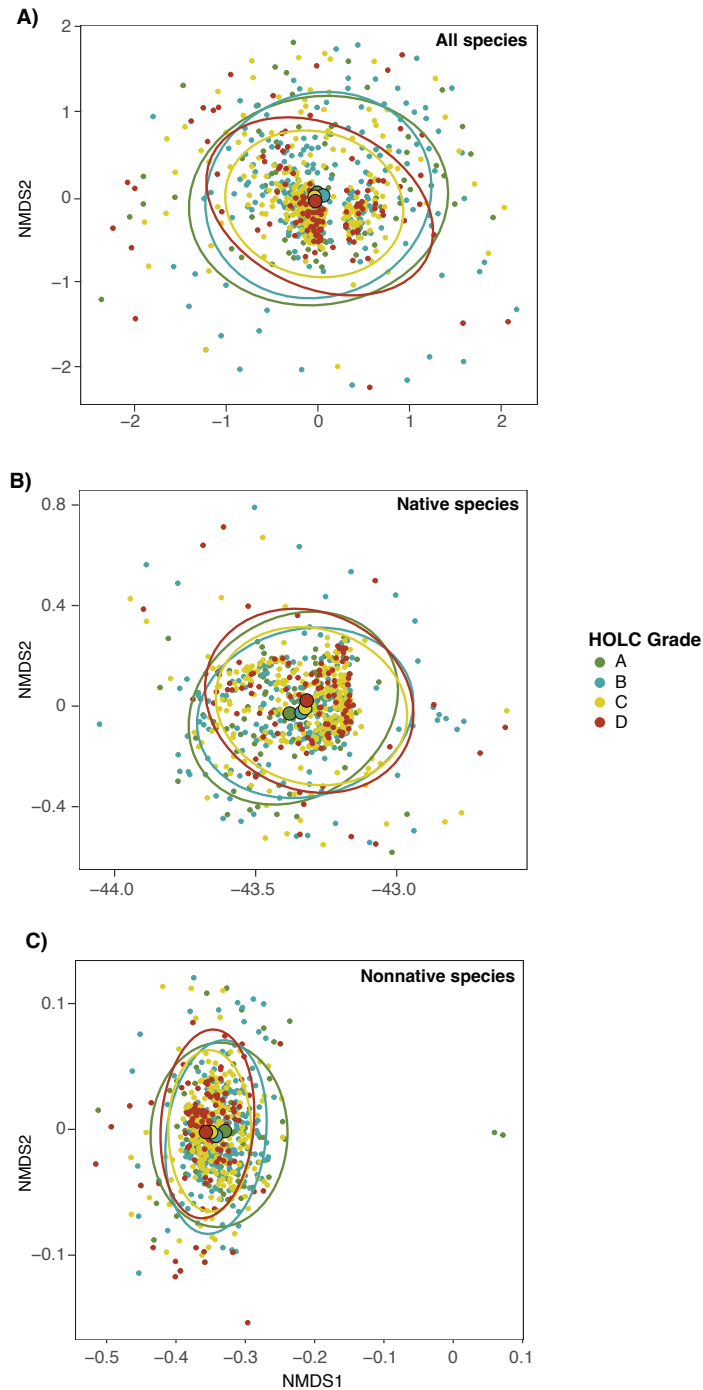 A)
All species
2
1
0
−1
−2
NMDS2
−2
−1
0
1
2
B)
Native species
0.8
0.4
0
−0.4
NMDS2
−44.0
−43.5
−43.0
HOLC Grade
A
B
C
D
C)
Nonnative species
0.1
0
−0.1
NMDS2
−0.5
−0.4
−0.3
−0.2
−0.1
0
0.1
NMDS1